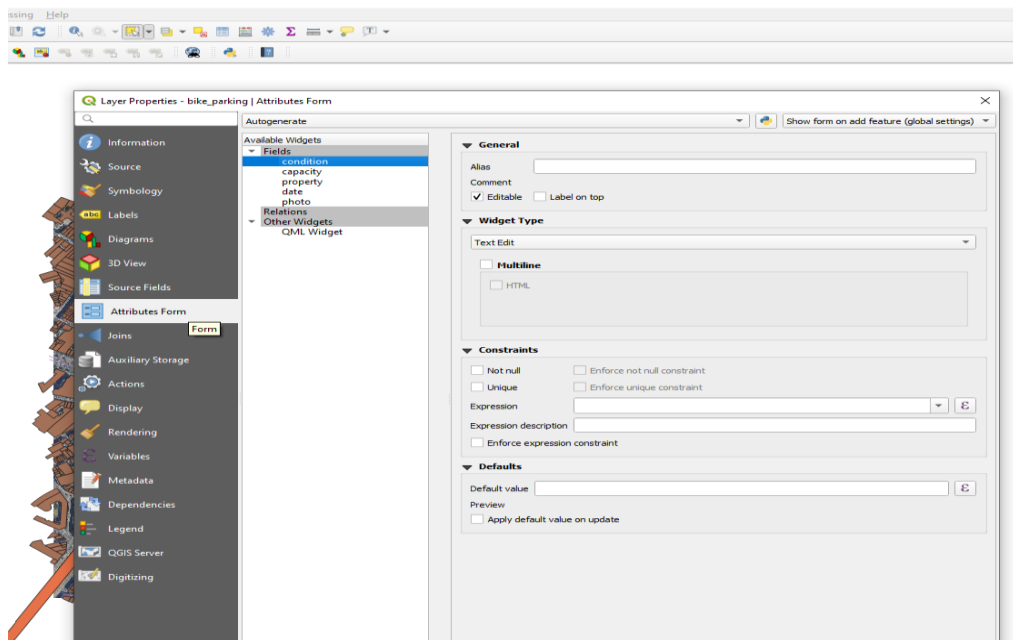 ssing Help
Layer Properties - bike_parking | Attributes Form
Autogenerate
Show form on add feature (global settings)
Information
Source
Symbology
abc Labels
Diagrams
3D View
Source Fields
Attributes Form
Form
Joins
Auxiliary Storage
Actions
Display
Rendering
Variables
Metadata
Dependencies
Legend
QGIS Server
Digitizing
Available Widgets
Fields
condition
capacity
property
date
photo
Relations
Other Widgets
QML Widget
General
Alias
Comment
Editable Label on top
Widget Type
Text Edit
Multiline
HTML
Constraints
Not null Enforce not null constraint
Unique Enforce unique constraint
Expression ε
Expression description
Enforce expression constraint
Defaults
Default value ε
Preview
Apply default value on update